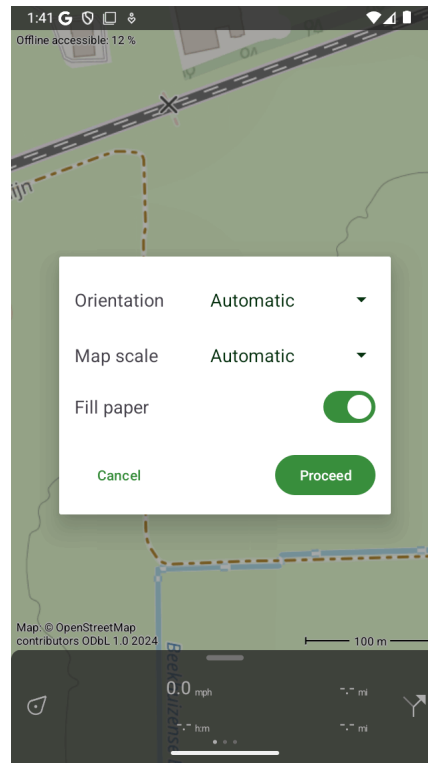 1:41
Offline accessible: 12 %
ijn
Orientation Automatic
Map scale Automatic
Fill paper
Cancel Proceed
Map: © OpenStreetMap
contributors ODbL 1.0 2024
100 m
0.0 mph -.- mi
-.- h:m -.- mi